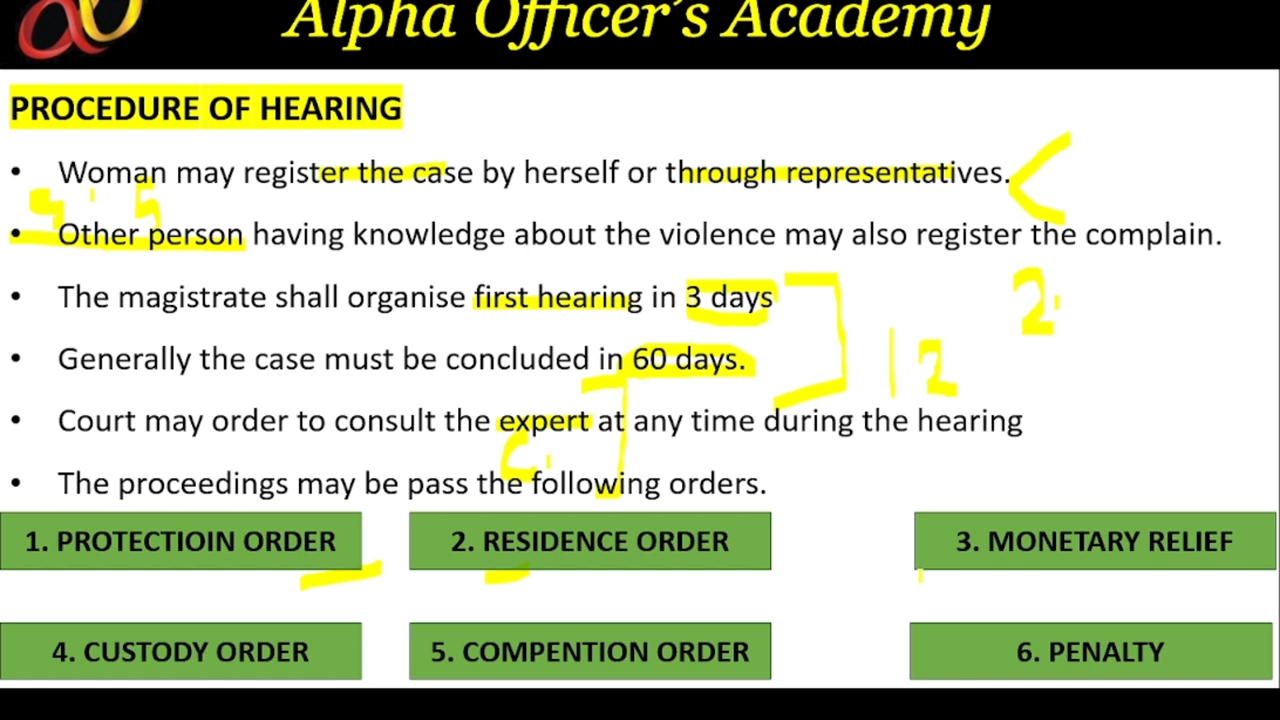 Alpha Officer's Academy
PROCEDURE OF HEARING
• Woman may register the case by herself or through representatives.
• Other person having knowledge about the violence may also register the complain.
• The magistrate shall organise first hearing in 3 days
• Generally the case must be concluded in 60 days.
• Court may order to consult the expert at any time during the hearing
• The proceedings may be pass the following orders.
1. PROTECTIOIN ORDER
2. RESIDENCE ORDER
3. MONETARY RELIEF
4. CUSTODY ORDER
5. COMPENTION ORDER
6. PENALTY